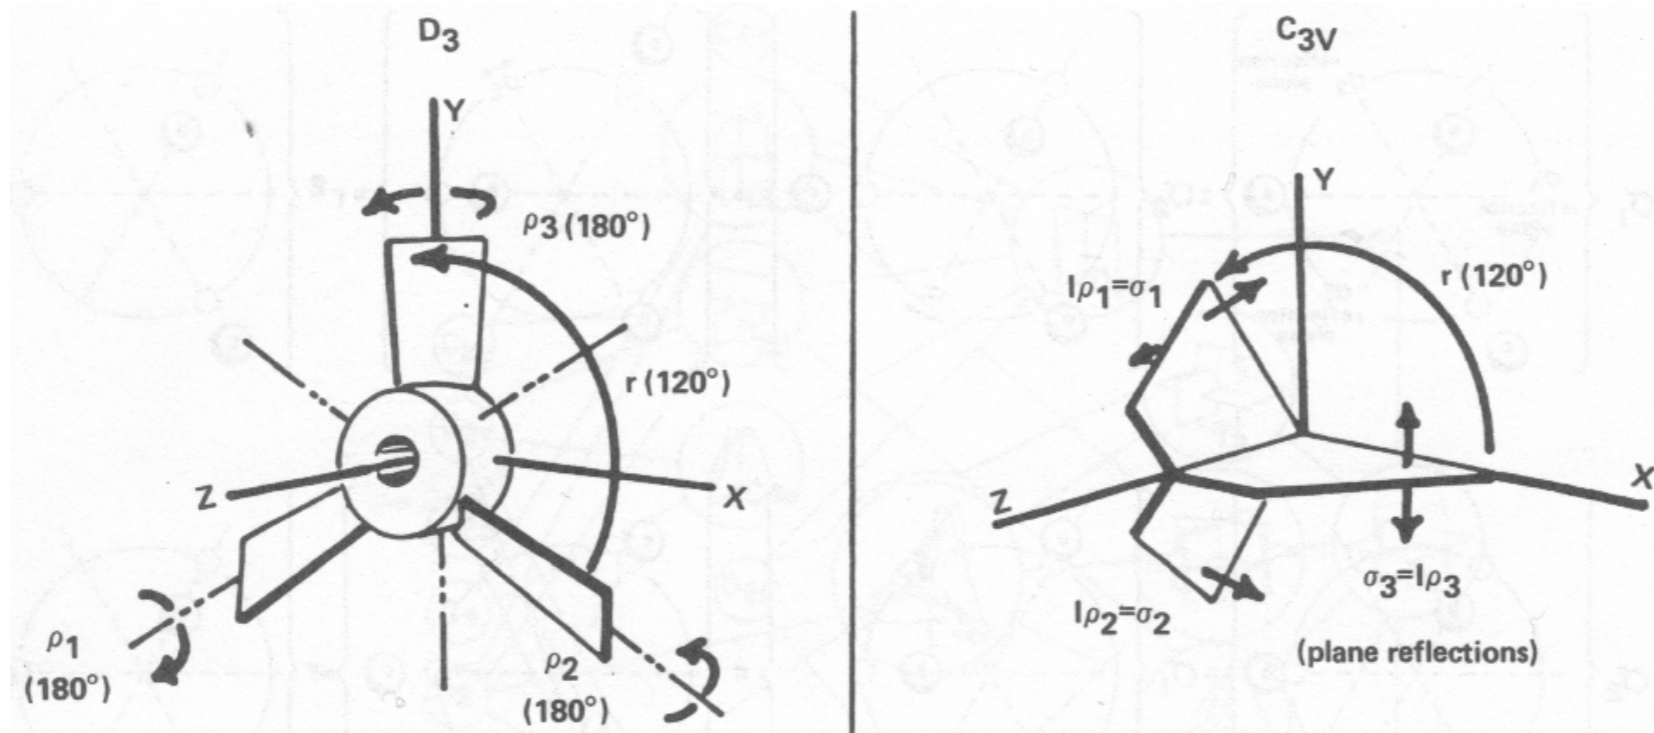 D₃
Y
ρ₃ (180°)
r (120°)
Z
X
ρ₁
(180°)
ρ₂
(180°)
C₃ᵥ
Y
Iρ₁=σ₁
r (120°)
Z
X
σ₃=Iρ₃
Iρ₂=σ₂
(plane reflections)